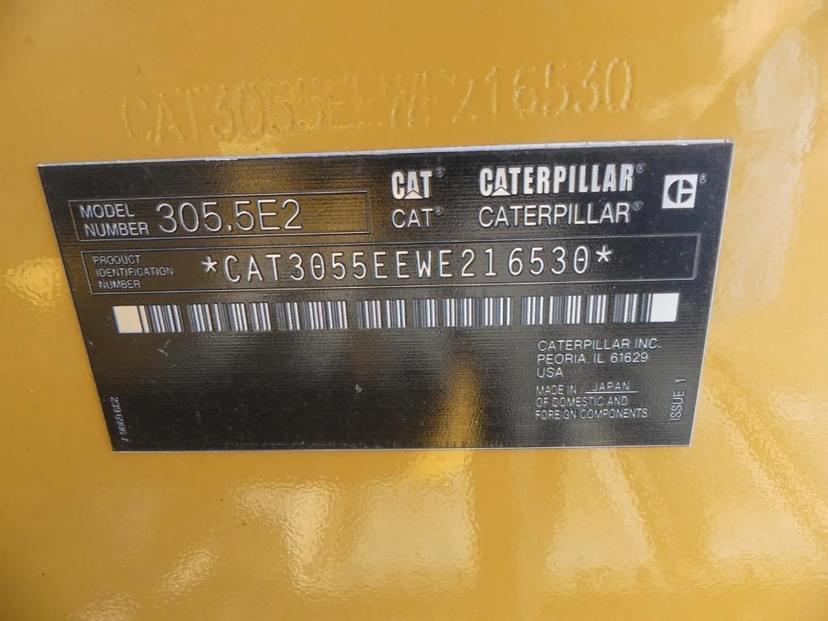 CAT3055EEWE216530
CAT® CATERPILLAR® ®
MODEL NUMBER 305.5E2
CAT® CATERPILLAR®
PRODUCT
IDENTIFICATION
NUMBER
*CAT3055EEWE216530*
CATERPILLAR INC.
PEORIA, IL 61629
USA
MADE IN JAPAN
OF DOMESTIC AND
FOREIGN COMPONENTS
ISSUE 1